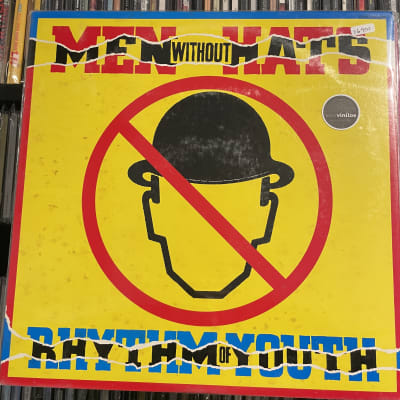 MEN WITHOUT HATS
RHYTHM OF YOUTH